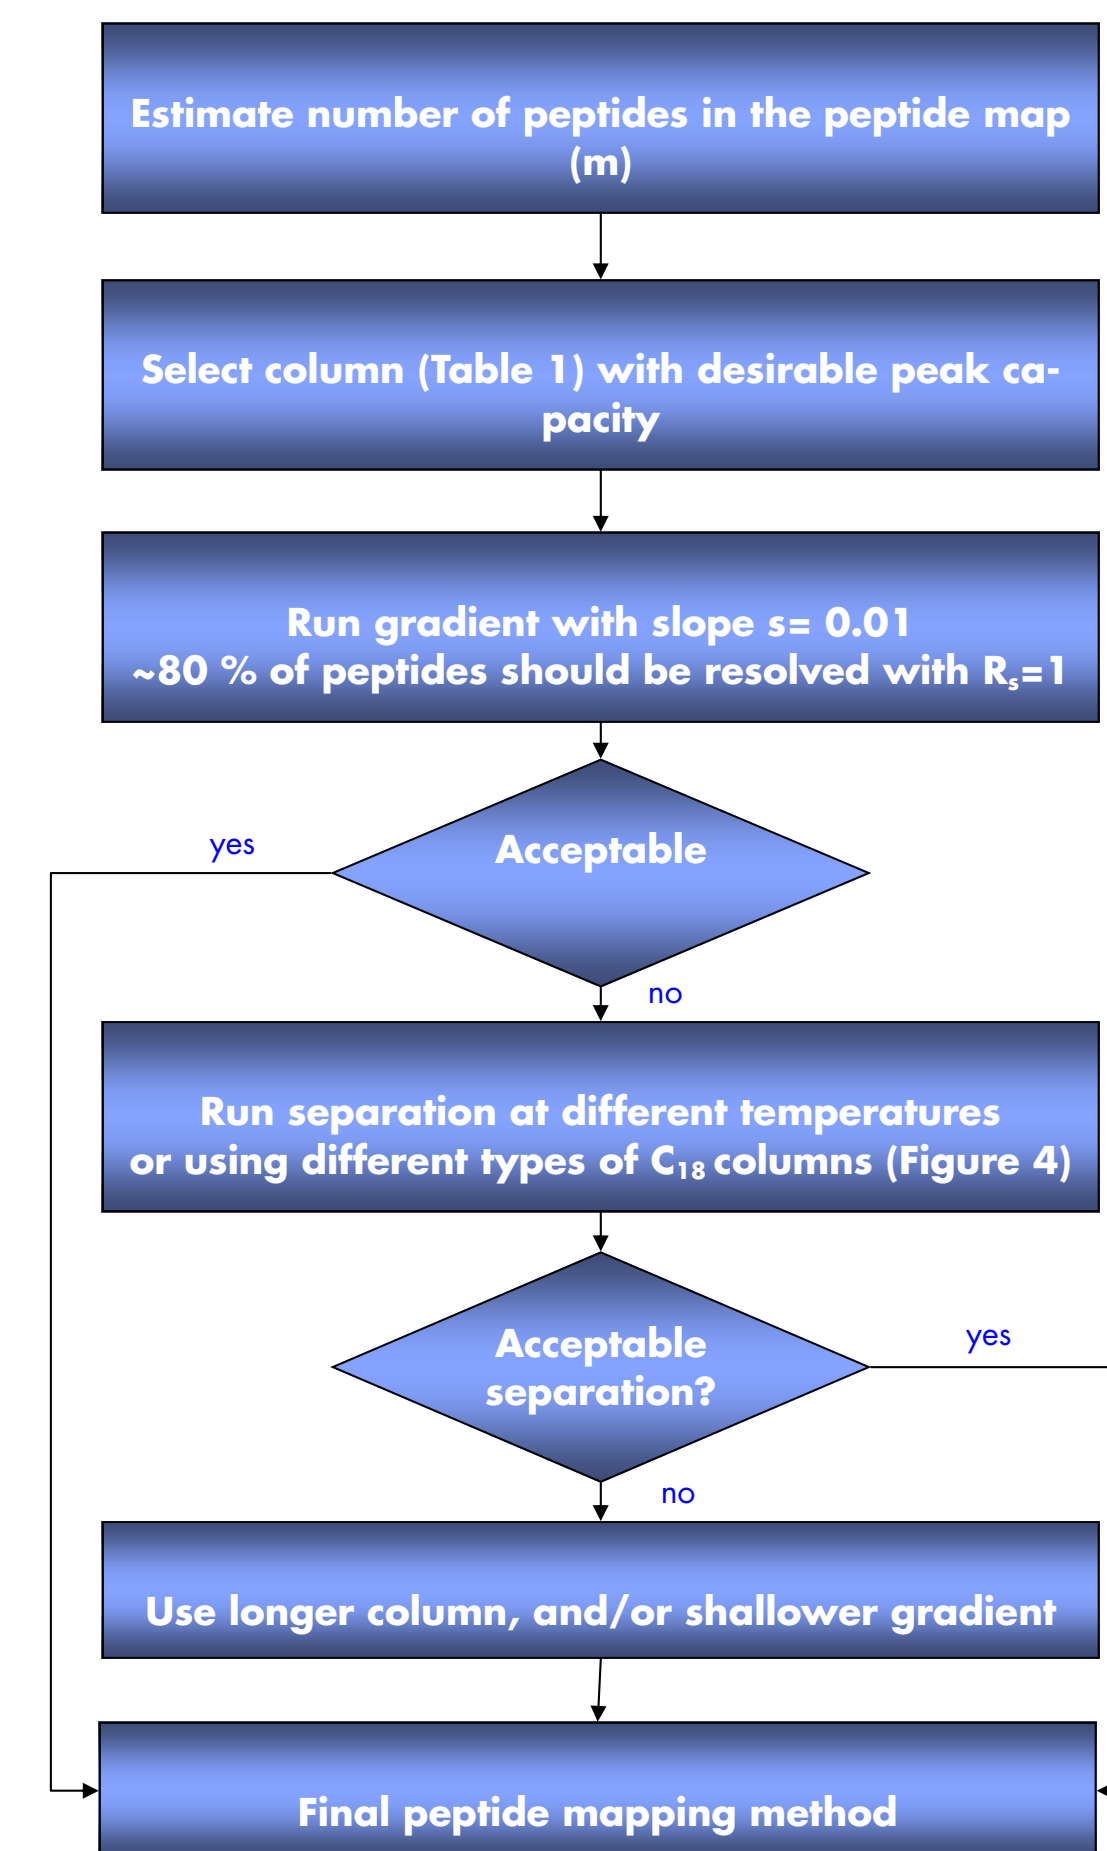 Estimate number of peptides in the peptide map
(m)
Select column (Table 1) with desirable peak ca-
pacity
Run gradient with slope s= 0.01
~80 % of peptides should be resolved with Rₛ=1
Acceptable
yes
no
Run separation at different temperatures
or using different types of C₁₈ columns (Figure 4)
Acceptable
separation?
yes
no
Use longer column, and/or shallower gradient
Final peptide mapping method